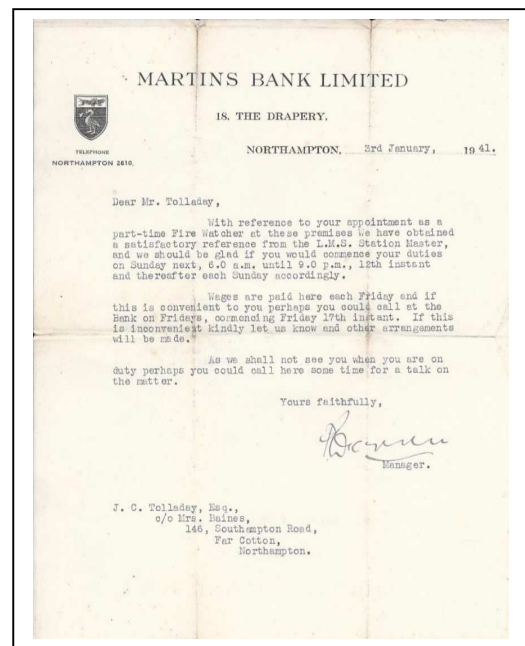 MARTINS BANK LIMITED
18, THE DRAPERY,
TELEPHONE
NORTHAMPTON 2610.
NORTHAMPTON, 3rd January, 1941.
Dear Mr. Tolladay,
With reference to your appointment as a
part-time Fire Watcher at these premises We have obtained
a satisfactory reference from the L.M.S. Station Master,
and we should be glad if you would commence your duties
on Sunday next, 6.0 a.m. until 9.0 p.m., 12th instant
and thereafter each Sunday accordingly.
Wages are paid here each Friday and if
this is convenient to you perhaps you could call at the
Bank on Fridays, commencing Friday 17th instant. If this
is inconvenient kindly let us know and other arrangements
will be made.
As we shall not see you when you are on
duty perhaps you could call here some time for a talk on
the matter.
Yours faithfully,
Manager.
J. C. Tolladay, Esq.,
c/o Mrs. Baines,
146, Southampton Road,
Far Cotton,
Northampton.